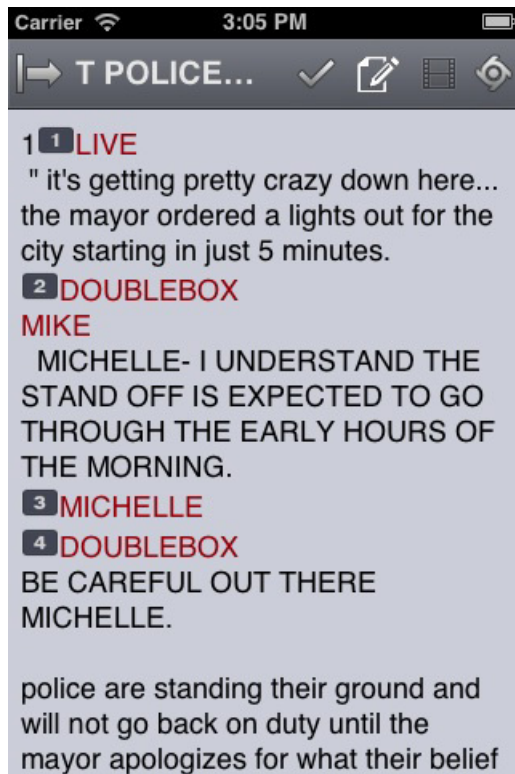 Carrier 3:05 PM
T POLICE...
1 1 LIVE
" it's getting pretty crazy down here...
the mayor ordered a lights out for the
city starting in just 5 minutes.
2 DOUBLEBOX
MIKE
MICHELLE- I UNDERSTAND THE
STAND OFF IS EXPECTED TO GO
THROUGH THE EARLY HOURS OF
THE MORNING.
3 MICHELLE
4 DOUBLEBOX
BE CAREFUL OUT THERE
MICHELLE.
police are standing their ground and
will not go back on duty until the
mayor apologizes for what their belief